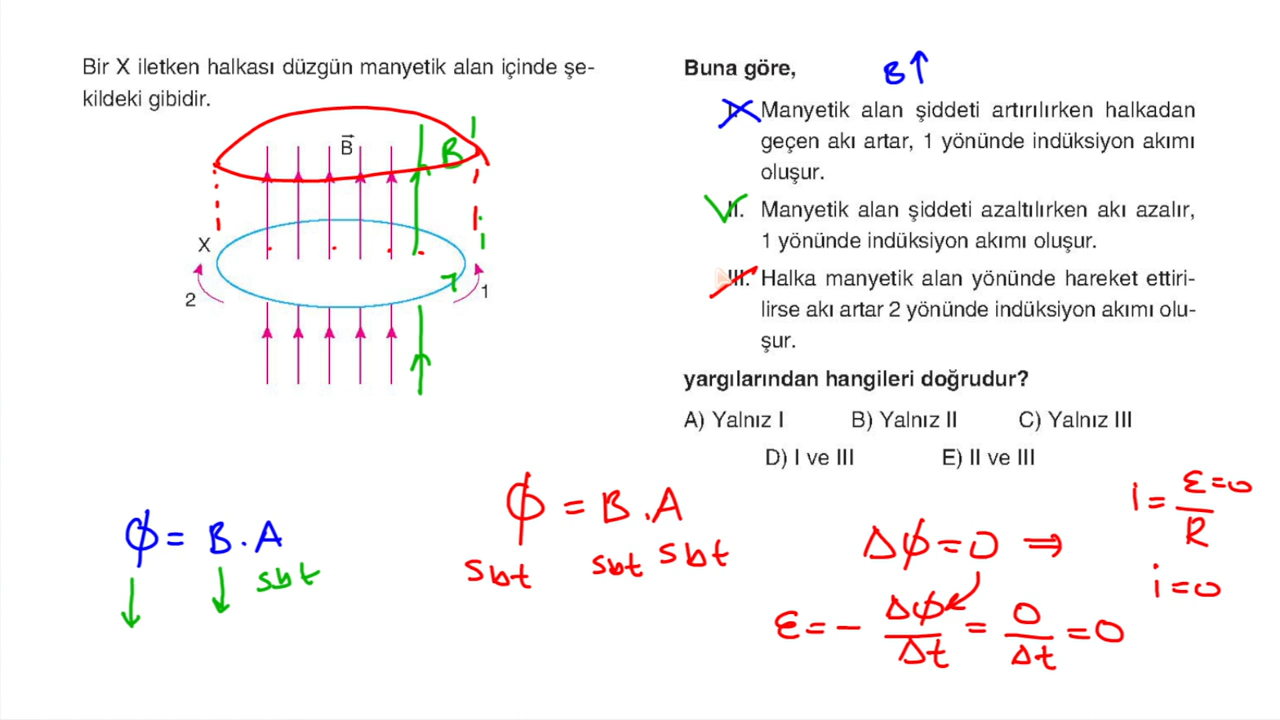 Bir X iletken halkası düzgün manyetik alan içinde şe-
kildeki gibidir.
B
B
X
2
1
Buna göre,
B↑
I. Manyetik alan şiddeti artırılırken halkadan
geçen akı artar, 1 yönünde indüksiyon akımı
oluşur.
II. Manyetik alan şiddeti azaltılırken akı azalır,
1 yönünde indüksiyon akımı oluşur.
III. Halka manyetik alan yönünde hareket ettiri-
lirse akı artar 2 yönünde indüksiyon akımı olu-
şur.
yargılarından hangileri doğrudur?
A) Yalnız I B) Yalnız II C) Yalnız III
D) I ve III E) II ve III
ϕ = B . A
↓ ↓ sbt
ϕ = B . A
sbt sbt sbt
Δϕ = 0 ⇒
ε = - Δϕ/Δt = 0/Δt = 0
i = ε=0/R
i = 0